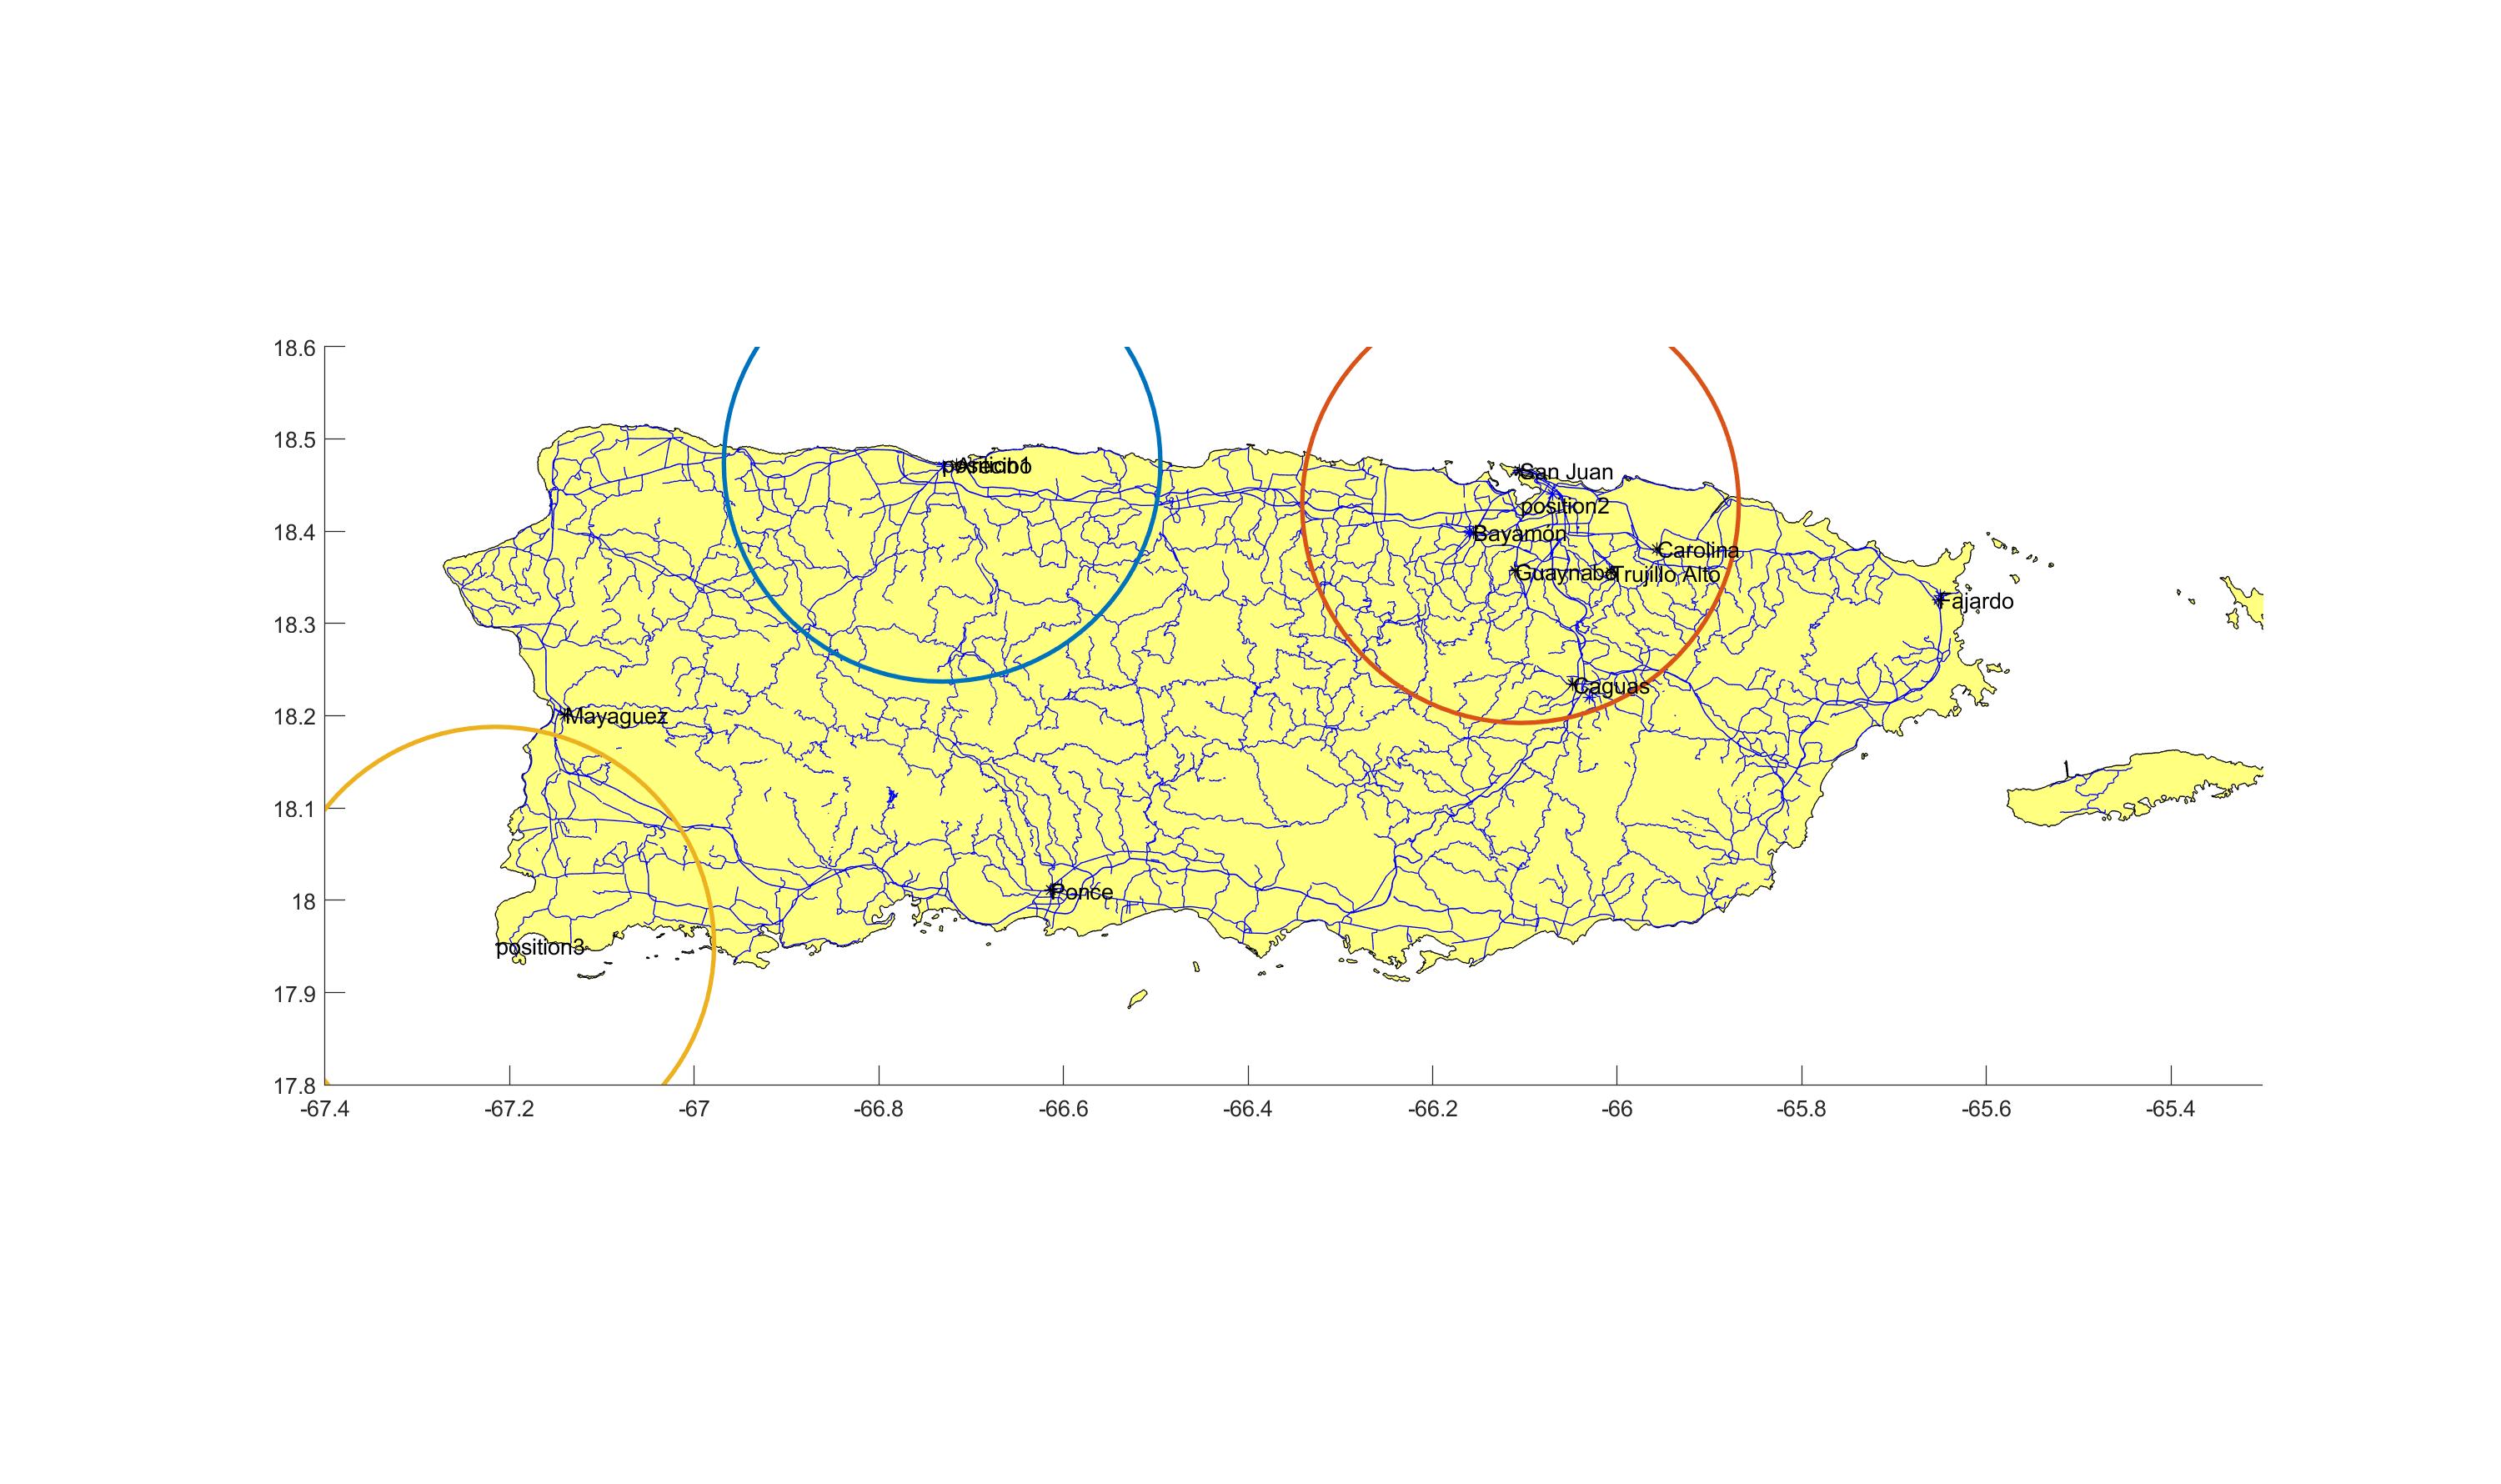 18.6
18.5
18.4
18.3
18.2
18.1
18
17.9
17.8
-67.4
-67.2
-67
-66.8
-66.6
-66.4
-66.2
-66
-65.8
-65.6
-65.4
position1
Arecibo
San Juan
position2
Bayamón
Carolina
Guaynabo
Trujillo Alto
Fajardo
Caguas
Mayaguez
Ponce
position3